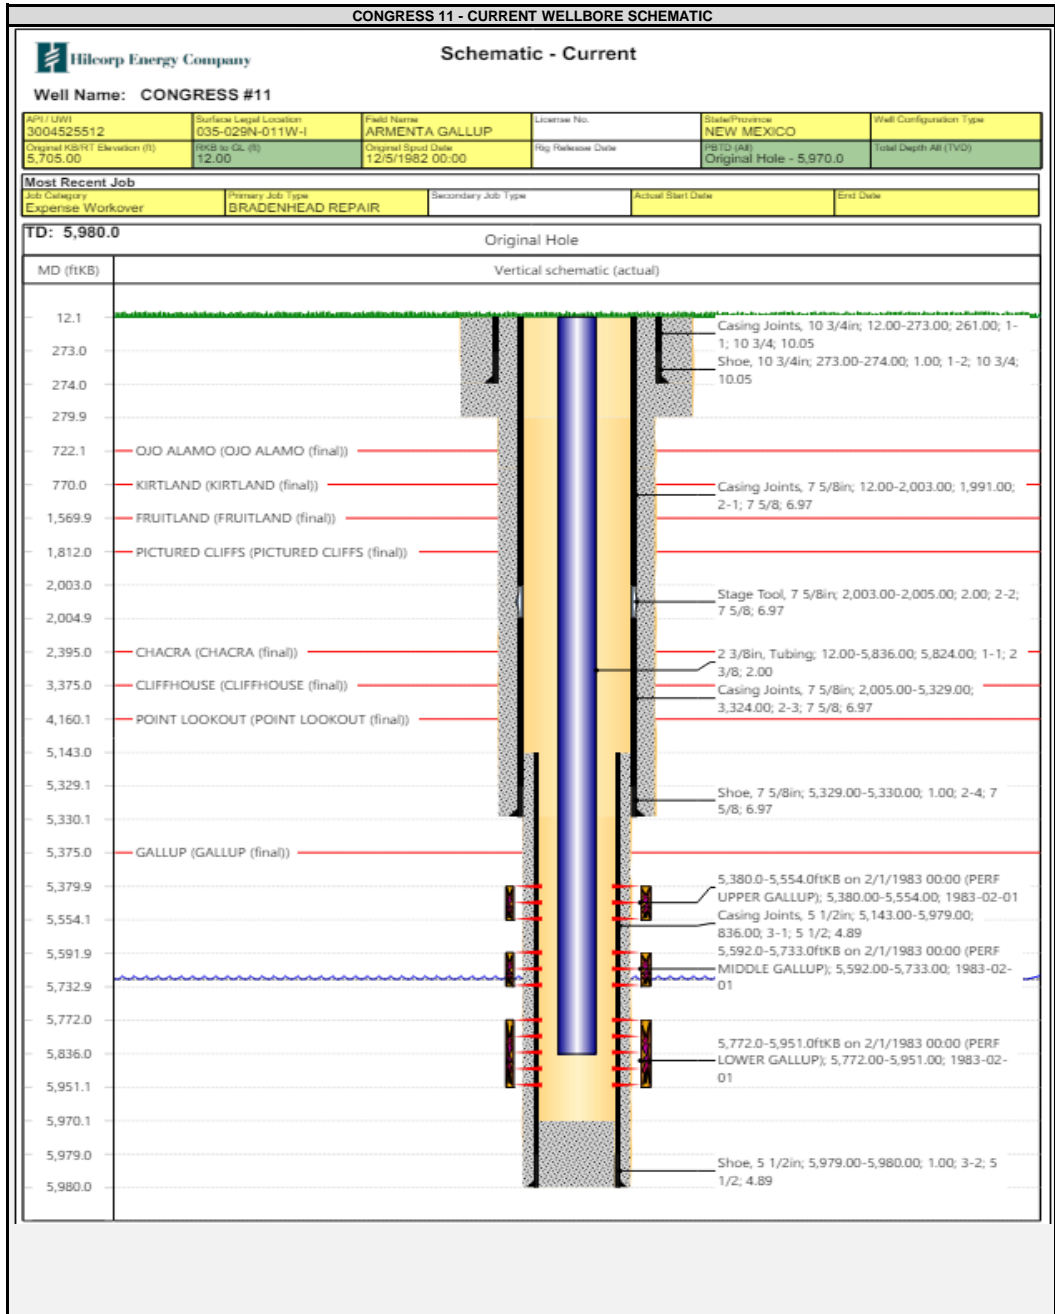 CONGRESS 11 - CURRENT WELLBORE SCHEMATIC
Hilcorp Energy Company
Schematic - Current
Well Name: CONGRESS #11
API / UWI
3004525512
Surface Legal Location
035-029N-011W-I
Field Name
ARMENTA GALLUP
License No.
State/Province
NEW MEXICO
Well Configuration Type
Original KB/RT Elevation (ft)
5,705.00
RKB to GL (ft)
12.00
Original Spud Date
12/5/1982 00:00
Rig Release Date
PBTD (All)
Original Hole - 5,970.0
Total Depth All (TVD)
Most Recent Job
Job Category
Expense Workover
Primary Job Type
BRADENHEAD REPAIR
Secondary Job Type
Actual Start Date
End Date
TD: 5,980.0
Original Hole
MD (ftKB)
Vertical schematic (actual)
12.1
Casing Joints, 10 3/4in; 12.00-273.00; 261.00; 1-
1; 10 3/4; 10.05
273.0
Shoe, 10 3/4in; 273.00-274.00; 1.00; 1-2; 10 3/4;
10.05
274.0
279.9
722.1
OJO ALAMO (OJO ALAMO (final))
770.0
KIRTLAND (KIRTLAND (final))
Casing Joints, 7 5/8in; 12.00-2,003.00; 1,991.00;
2-1; 7 5/8; 6.97
1,569.9
FRUITLAND (FRUITLAND (final))
1,812.0
PICTURED CLIFFS (PICTURED CLIFFS (final))
2,003.0
Stage Tool, 7 5/8in; 2,003.00-2,005.00; 2.00; 2-2;
7 5/8; 6.97
2,004.9
2,395.0
CHACRA (CHACRA (final))
2 3/8in, Tubing; 12.00-5,836.00; 5,824.00; 1-1; 2
3/8; 2.00
3,375.0
CLIFFHOUSE (CLIFFHOUSE (final))
Casing Joints, 7 5/8in; 2,005.00-5,329.00;
3,324.00; 2-3; 7 5/8; 6.97
4,160.1
POINT LOOKOUT (POINT LOOKOUT (final))
5,143.0
5,329.1
Shoe, 7 5/8in; 5,329.00-5,330.00; 1.00; 2-4; 7
5/8; 6.97
5,330.1
5,375.0
GALLUP (GALLUP (final))
5,379.9
5,380.0-5,554.0ftKB on 2/1/1983 00:00 (PERF
UPPER GALLUP); 5,380.00-5,554.00; 1983-02-01
5,554.1
Casing Joints, 5 1/2in; 5,143.00-5,979.00;
836.00; 3-1; 5 1/2; 4.89
5,591.9
5,592.0-5,733.0ftKB on 2/1/1983 00:00 (PERF
MIDDLE GALLUP); 5,592.00-5,733.00; 1983-02-
01
5,732.9
5,772.0
5,836.0
5,772.0-5,951.0ftKB on 2/1/1983 00:00 (PERF
LOWER GALLUP); 5,772.00-5,951.00; 1983-02-
01
5,951.1
5,970.1
5,979.0
Shoe, 5 1/2in; 5,979.00-5,980.00; 1.00; 3-2; 5
1/2; 4.89
5,980.0